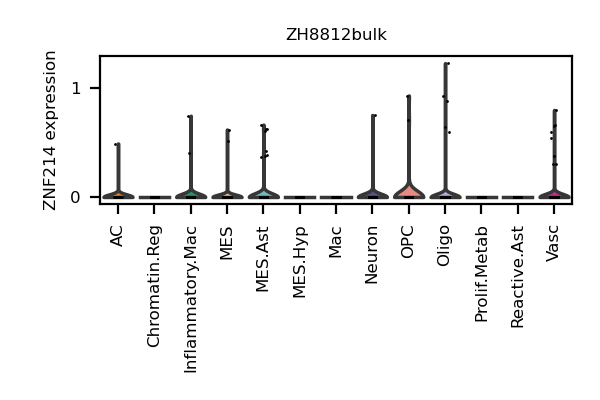 ZH8812bulk
ZNF214 expression
1
0
AC
Chromatin.Reg
Inflammatory.Mac
MES
MES.Ast
MES.Hyp
Mac
Neuron
OPC
Oligo
Prolif.Metab
Reactive.Ast
Vasc